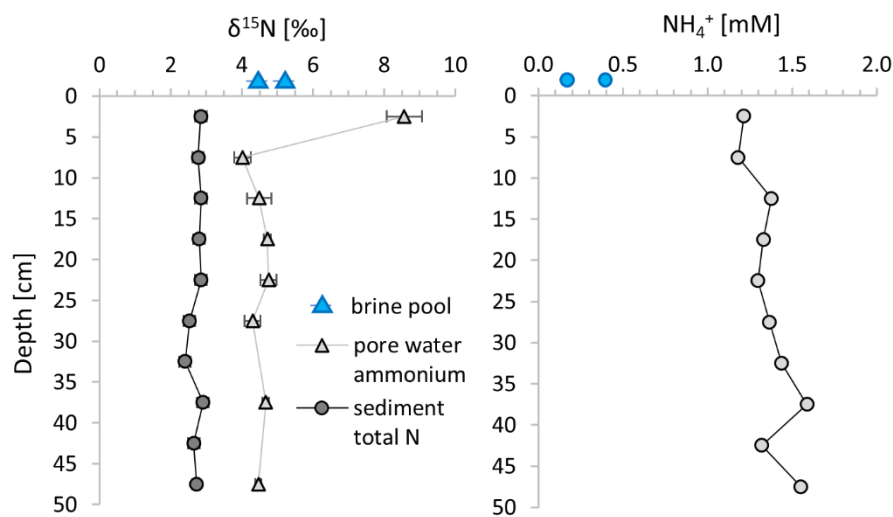 δ¹⁵N [‰]
0 2 4 6 8 10
0
5
10
15
20
25
30
35
40
45
50
Depth [cm]
brine pool
pore water
ammonium
sediment
total N
NH₄⁺ [mM]
0.0 0.5 1.0 1.5 2.0
0
5
10
15
20
25
30
35
40
45
50